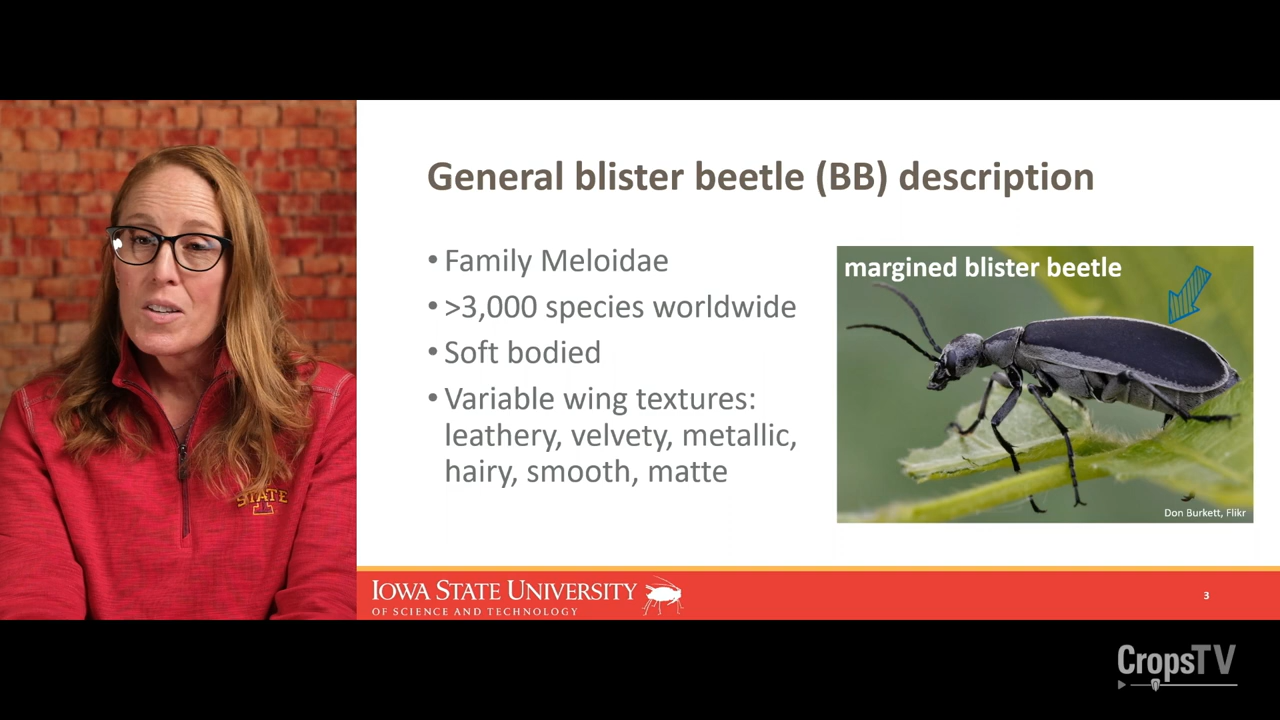 General blister beetle (BB) description
• Family Meloidae
• >3,000 species worldwide
• Soft bodied
• Variable wing textures:
leathery, velvety, metallic,
hairy, smooth, matte
margined blister beetle
Don Burkett, Flikr
STATE
I
IOWA STATE UNIVERSITY
OF SCIENCE AND TECHNOLOGY
3
CropsTV